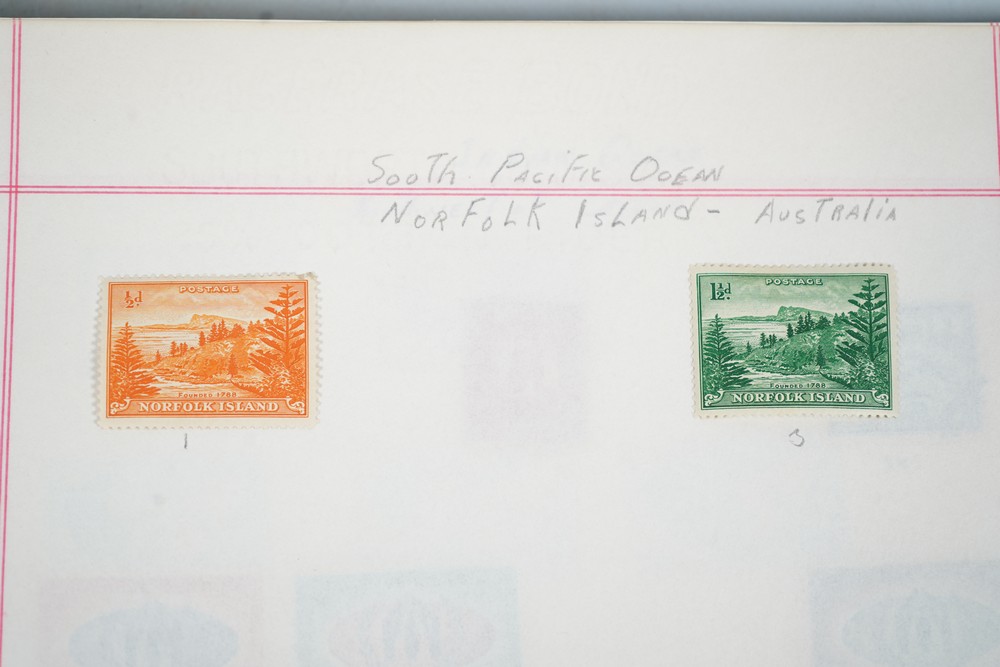 SOUTH PACIFIC OCEAN
NORFOLK ISLAND - AUSTRALIA
POSTAGE
½d.
FOUNDED 1788
NORFOLK ISLAND
1
POSTAGE
1½d.
FOUNDED 1788
NORFOLK ISLAND
3